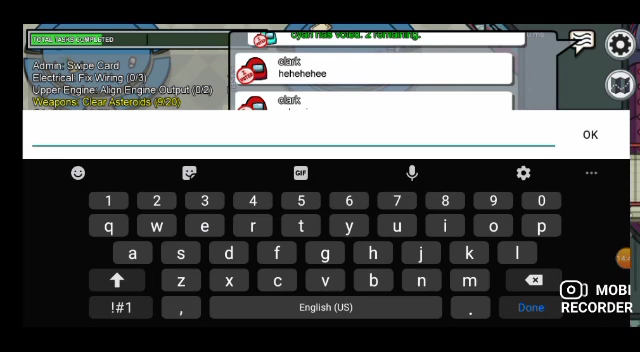 TOTAL TASKS COMPLETED
Cyan has voted. 2 remaining.
Admin: Swipe Card
Electrical: Fix Wiring (0/3)
Upper Engine: Align Engine Output (0/2)
Weapons: Clear Asteroids (9/20)
clark
hehehehee
clark
OK
GIF
1 2 3 4 5 6 7 8 9 0
q w e r t y u i o p
a s d f g h j k l
z x c v b n m
!#1 , English (US) . Done
MOBI
RECORDER